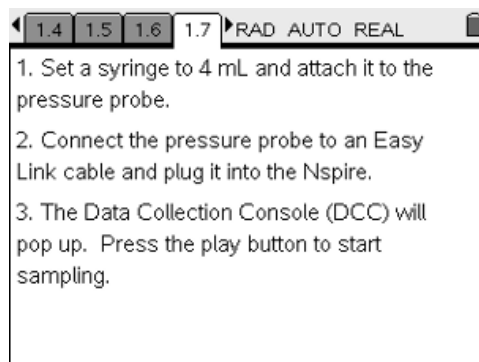 1.4 1.5 1.6 1.7 RAD AUTO REAL
1. Set a syringe to 4 mL and attach it to the
pressure probe.
2. Connect the pressure probe to an Easy
Link cable and plug it into the Nspire.
3. The Data Collection Console (DCC) will
pop up.  Press the play button to start
sampling.